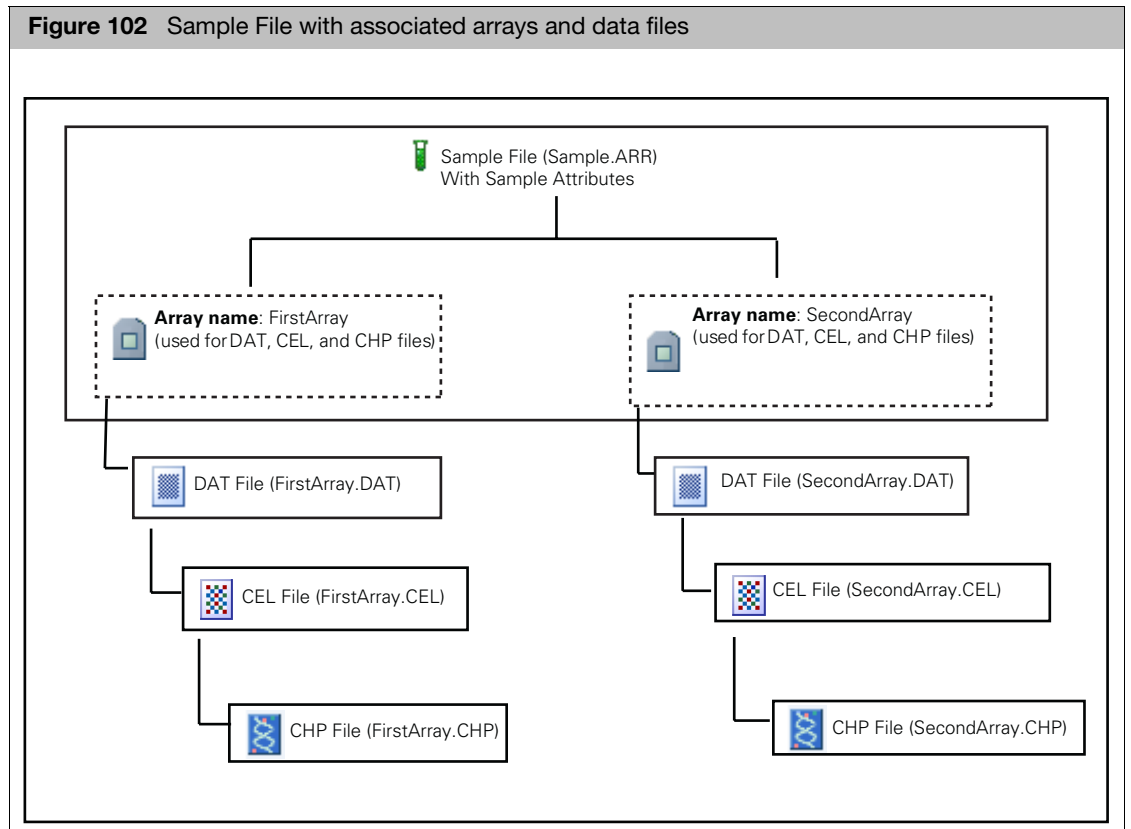 Figure 102 Sample File with associated arrays and data files
Sample File (Sample.ARR)
With Sample Attributes
Array name: FirstArray
(used for DAT, CEL, and CHP files)
Array name: SecondArray
(used for DAT, CEL, and CHP files)
DAT File (FirstArray.DAT)
DAT File (SecondArray.DAT)
CEL File (FirstArray.CEL)
CEL File (SecondArray.CEL)
CHP File (FirstArray.CHP)
CHP File (SecondArray.CHP)